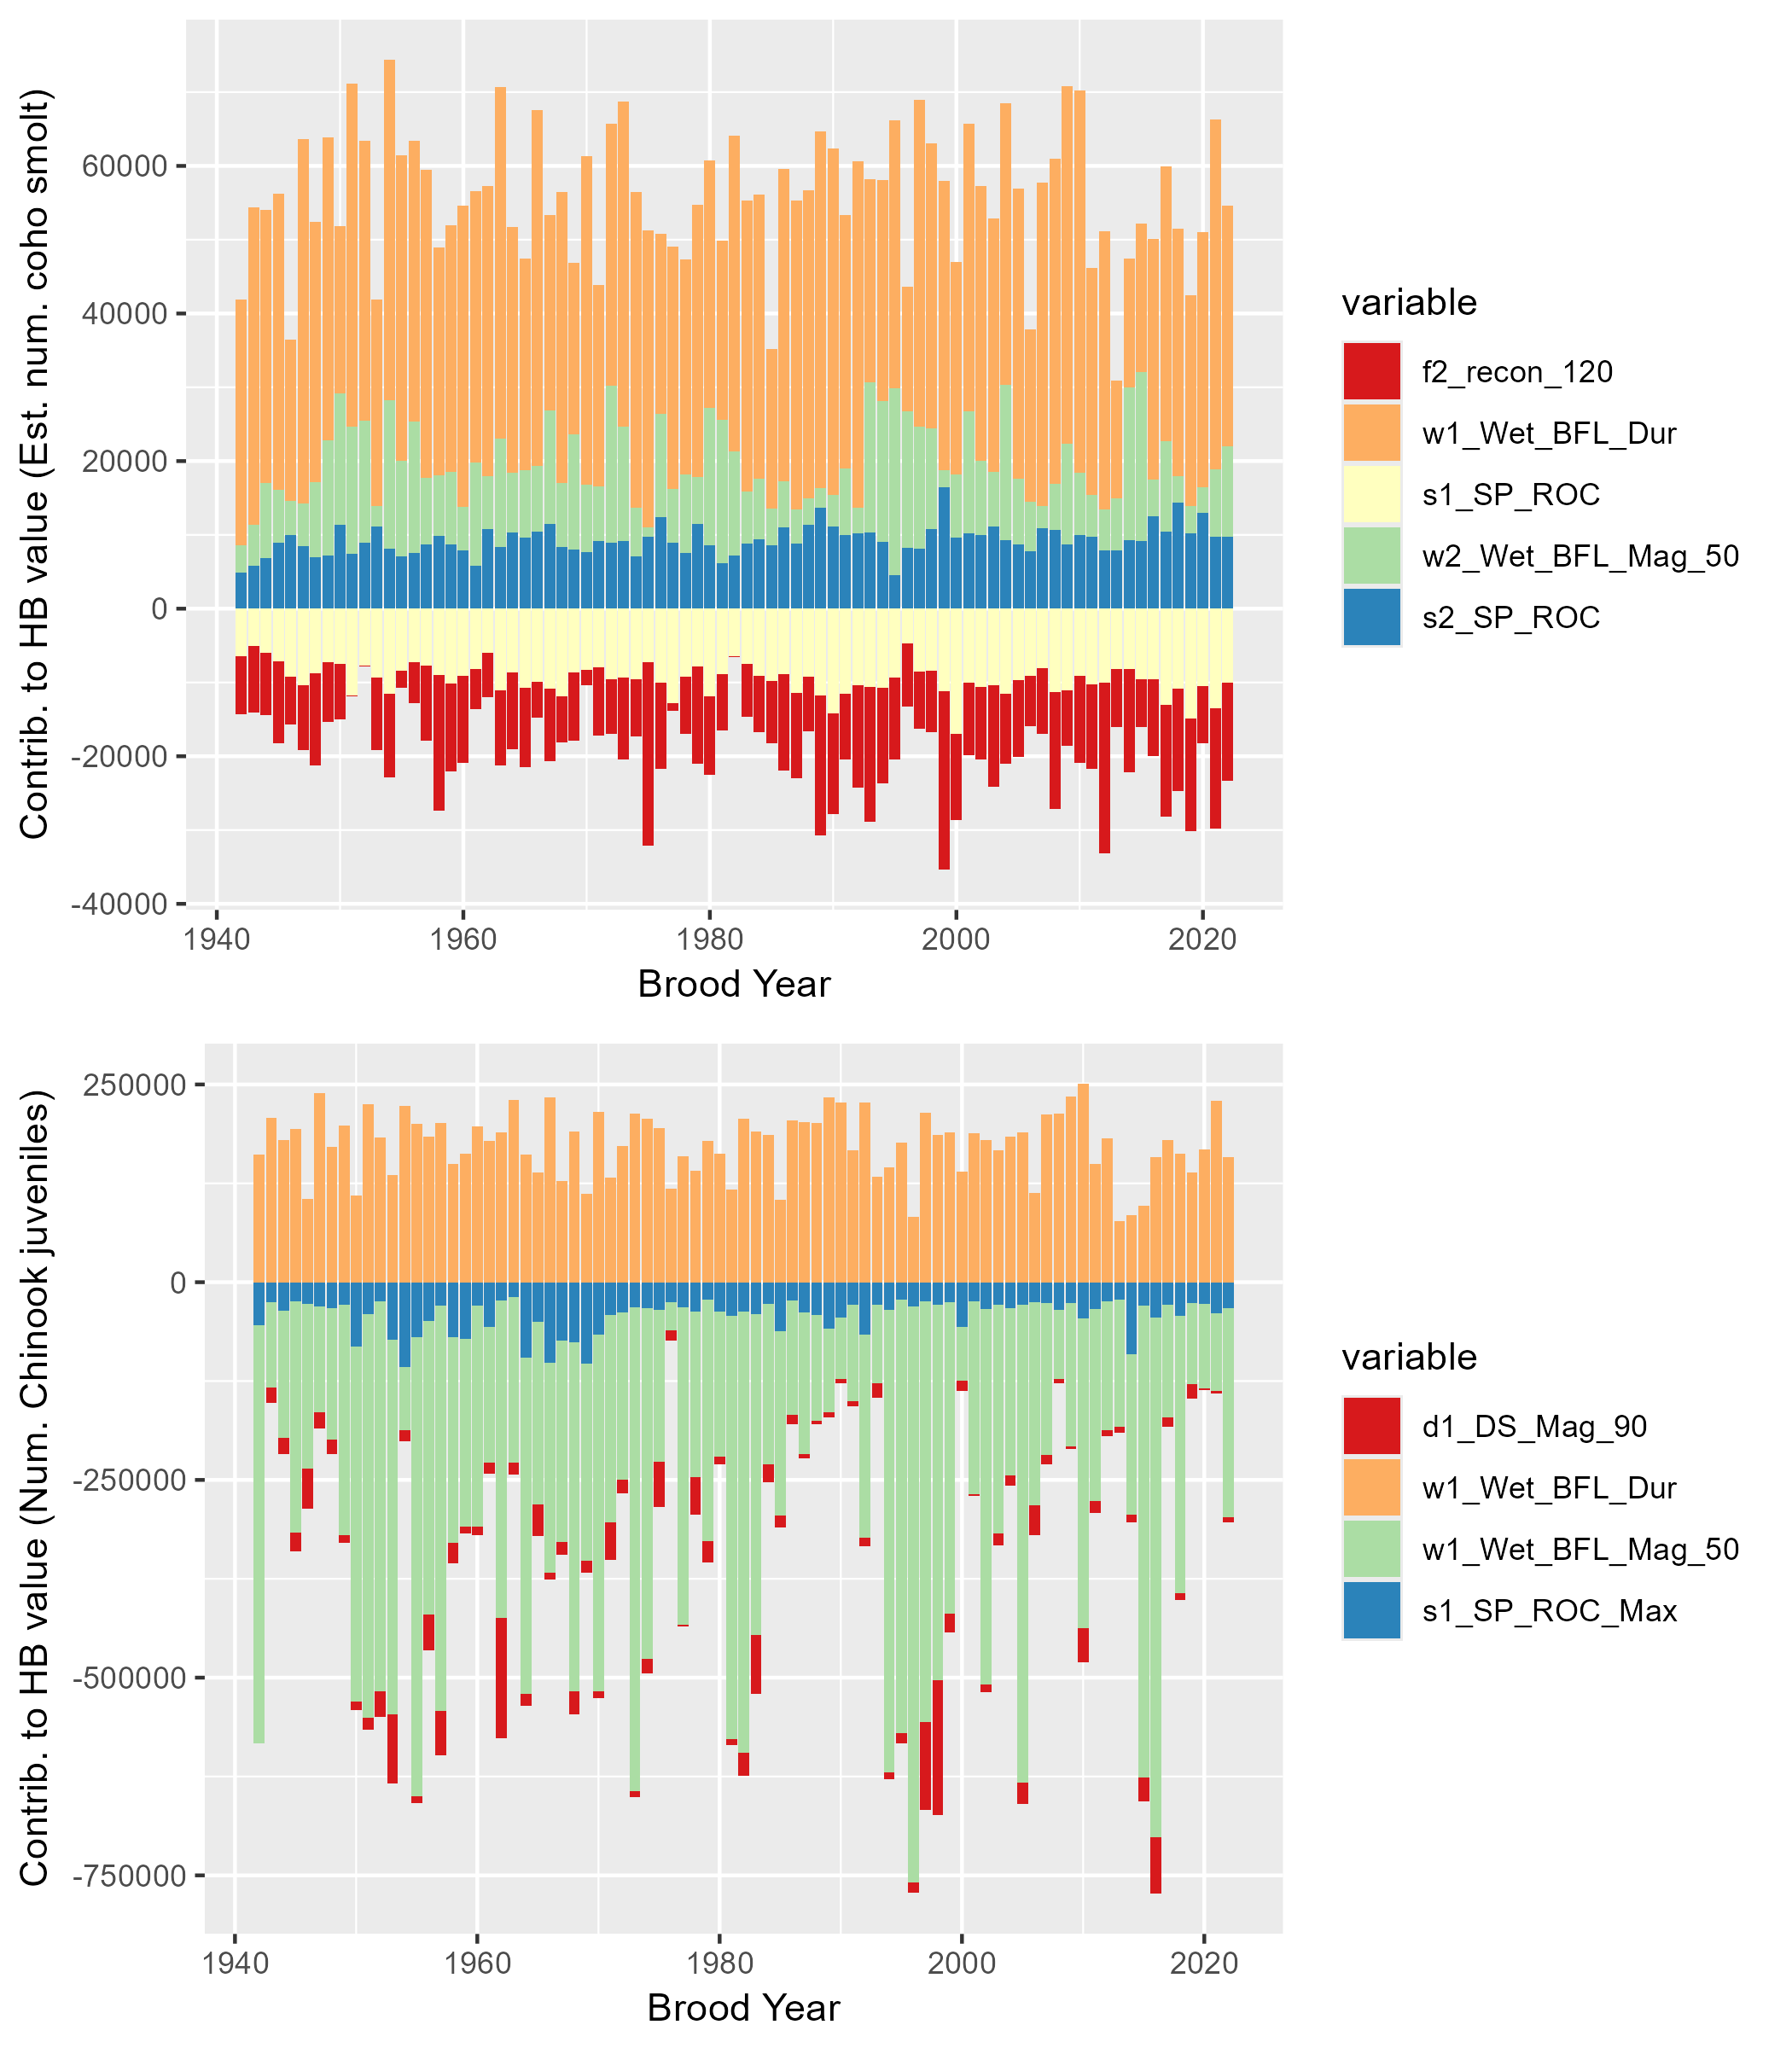 Contrib. to HB value (Est. num. coho smolt)
60000
40000
20000
0
-20000
-40000
1940 1960 1980 2000 2020
Brood Year
variable
f2_recon_120
w1_Wet_BFL_Dur
s1_SP_ROC
w2_Wet_BFL_Mag_50
s2_SP_ROC
Contrib. to HB value (Num. Chinook juveniles)
250000
0
-250000
-500000
-750000
1940 1960 1980 2000 2020
Brood Year
variable
d1_DS_Mag_90
w1_Wet_BFL_Dur
w1_Wet_BFL_Mag_50
s1_SP_ROC_Max